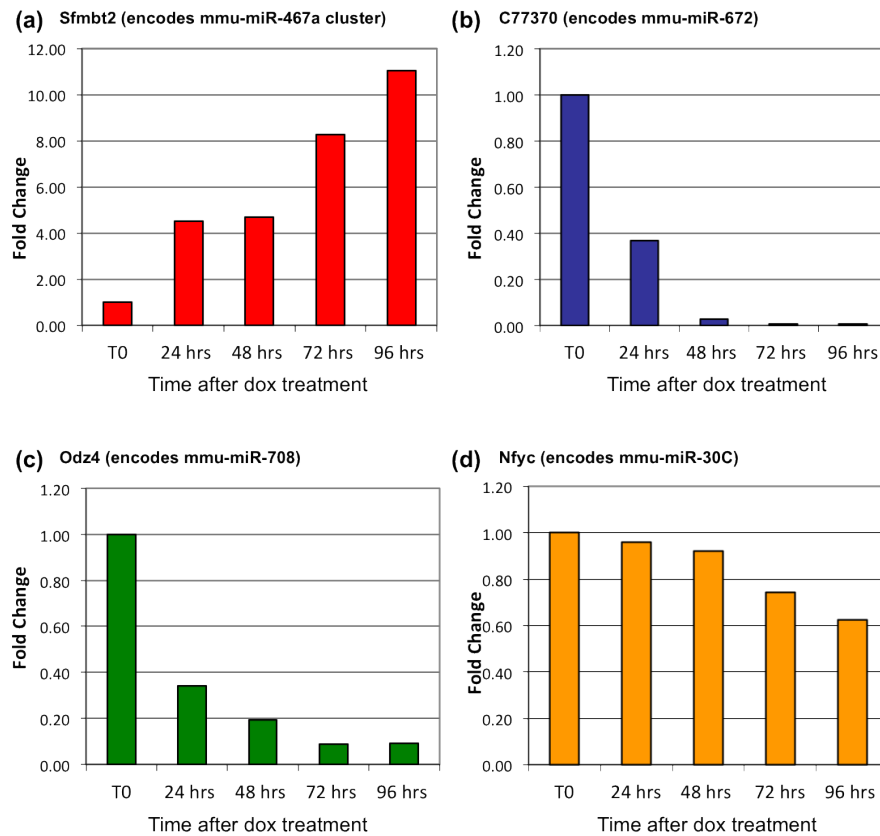 (a) Sfmbt2 (encodes mmu-miR-467a cluster)
12.00
10.00
8.00
6.00
4.00
2.00
0.00
Fold Change
T0 24 hrs 48 hrs 72 hrs 96 hrs
Time after dox treatment
(b) C77370 (encodes mmu-miR-672)
1.20
1.00
0.80
0.60
0.40
0.20
0.00
Fold Change
T0 24 hrs 48 hrs 72 hrs 96 hrs
Time after dox treatment
(c) Odz4 (encodes mmu-miR-708)
1.20
1.00
0.80
0.60
0.40
0.20
0.00
Fold Change
T0 24 hrs 48 hrs 72 hrs 96 hrs
Time after dox treatment
(d) Nfyc (encodes mmu-miR-30C)
1.20
1.00
0.80
0.60
0.40
0.20
0.00
Fold Change
T0 24 hrs 48 hrs 72 hrs 96 hrs
Time after dox treatment